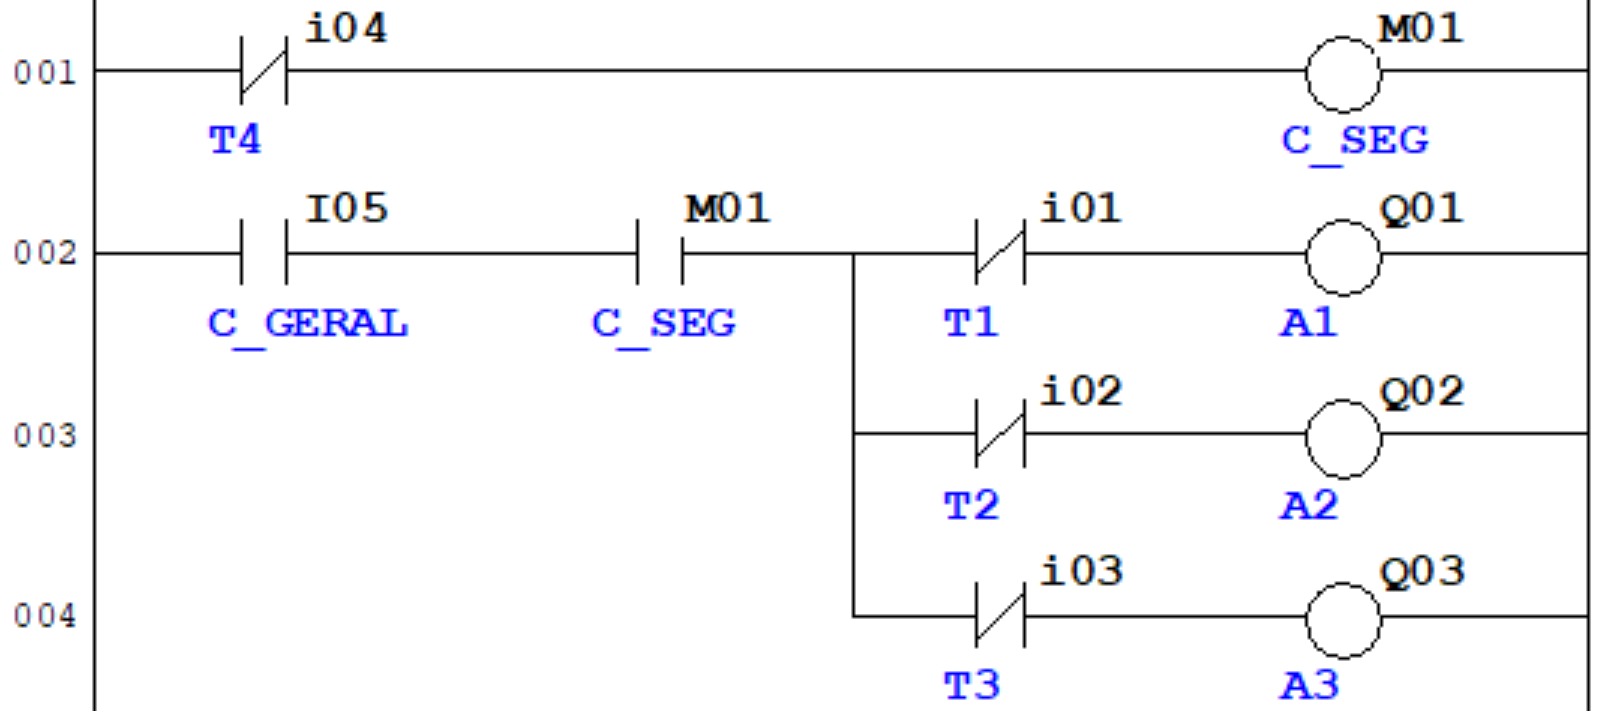 i04 M01
001
T4 C_SEG
I05 M01 i01 Q01
002
C_GERAL C_SEG T1 A1
i02 Q02
003
T2 A2
i03 Q03
004
T3 A3